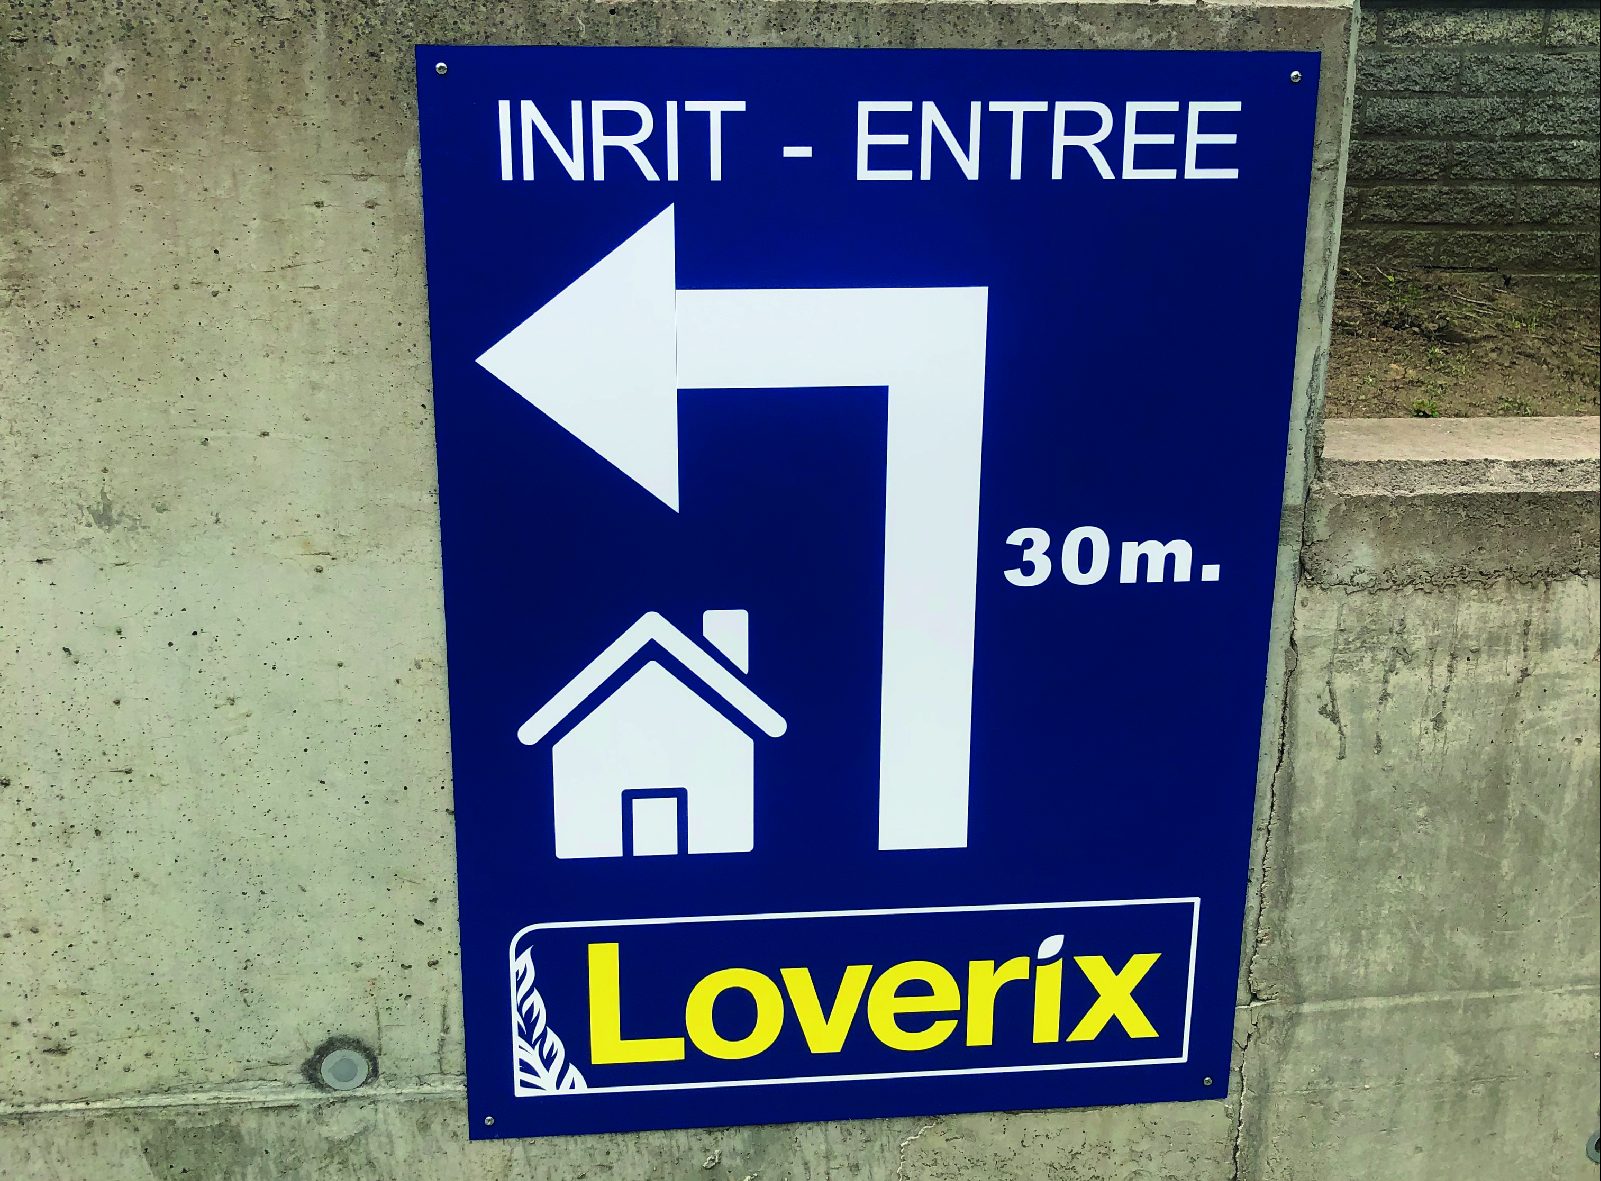 INRIT - ENTREE
30m.
Loverix